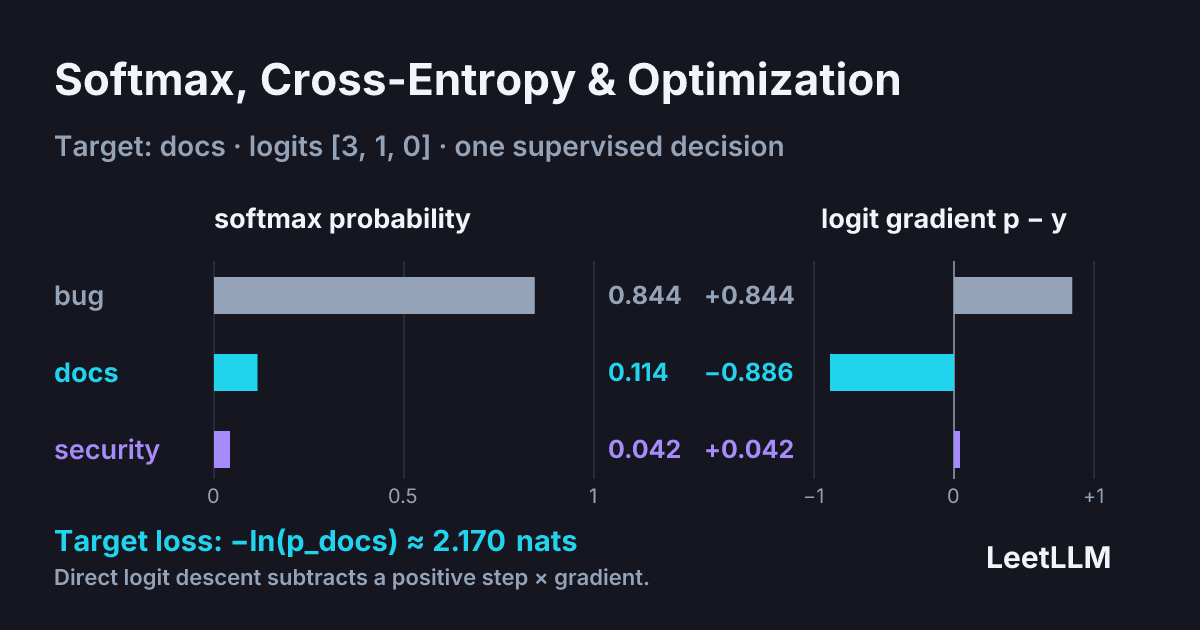 Softmax, Cross-Entropy & Optimization
Target: docs · logits [3, 1, 0] · one supervised decision
softmax probability
logit gradient p − y
bug 0.844 +0.844
docs 0.114 −0.886
security 0.042 +0.042
0 0.5 1 −1 0 +1
Target loss: −ln(p_docs) ≈ 2.170 nats
Direct logit descent subtracts a positive step × gradient.
LeetLLM